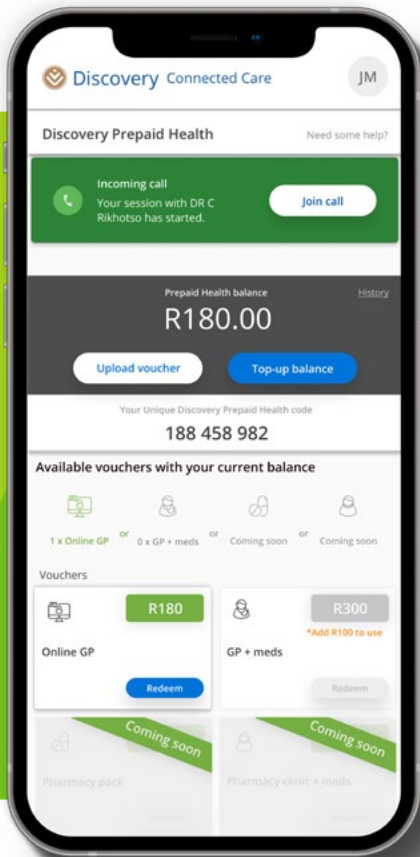 Discovery Connected Care
JM
Discovery Prepaid Health
Need some help?
Incoming call
Your session with DR C
Rikhotso has started.
Join call
Prepaid Health balance
History
R180.00
Upload voucher
Top-up balance
Your Unique Discovery Prepaid Health code
188 458 982
Available vouchers with your current balance
1 x Online GP or 0 x GP + meds or Coming soon or Coming soon
Vouchers
R180
Online GP
Redeem
R300
*Add R100 to use
GP + meds
Redeem
Coming soon
Pharmacy pack
Coming soon
Pharmacy clinic + meds